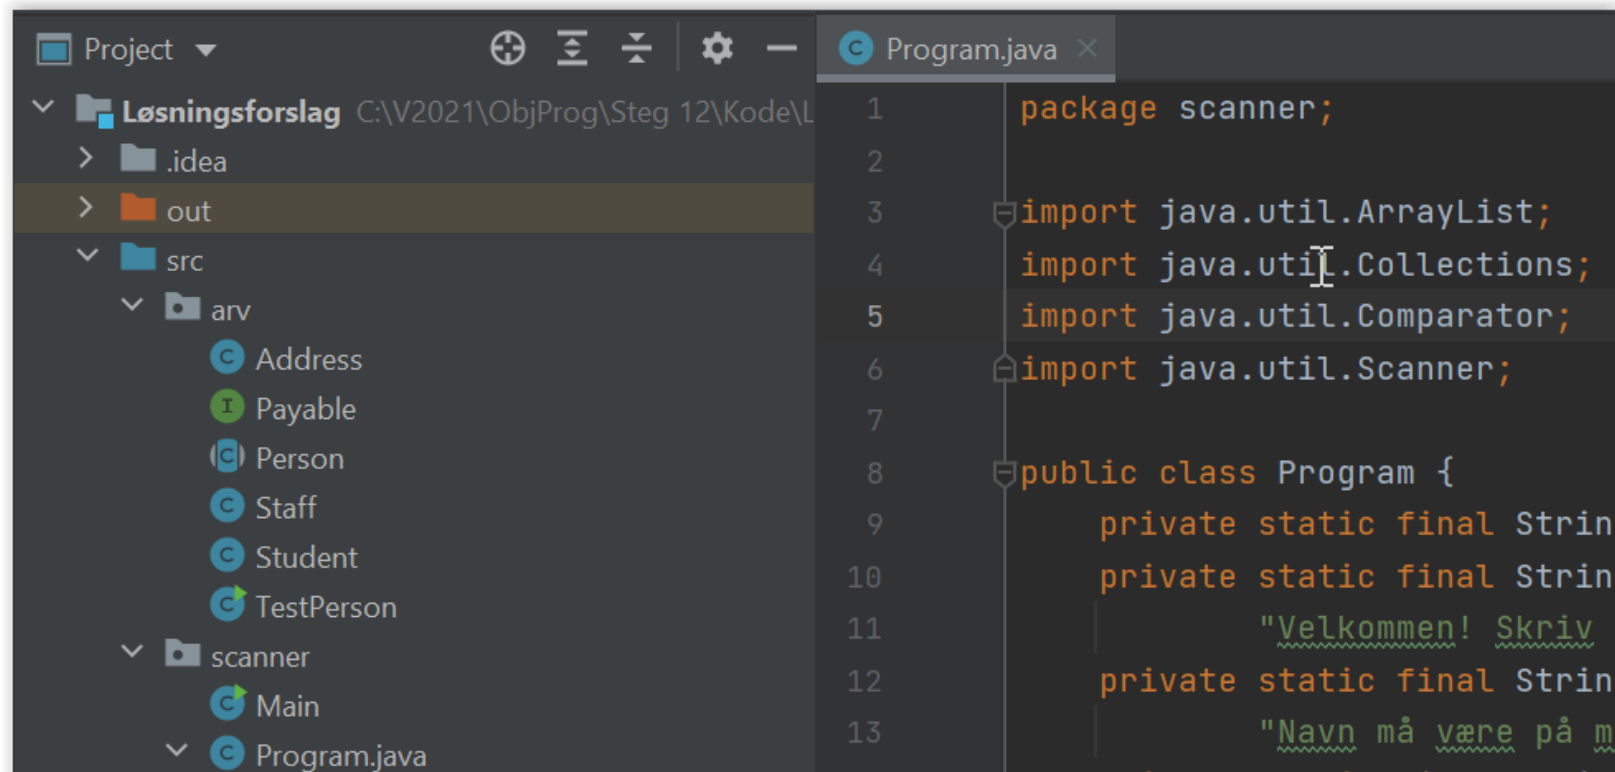 Project
Løsningsforslag C:\V2021\ObjProg\Steg 12\Kode\L
.idea
out
src
arv
Address
Payable
Person
Staff
Student
TestPerson
scanner
Main
Program.java
Program.java
1 package scanner;
2
3 import java.util.ArrayList;
4 import java.util.Collections;
5 import java.util.Comparator;
6 import java.util.Scanner;
7
8 public class Program {
9 private static final Strin
10 private static final Strin
11 "Velkommen! Skriv
12 private static final Strin
13 "Navn må være på m